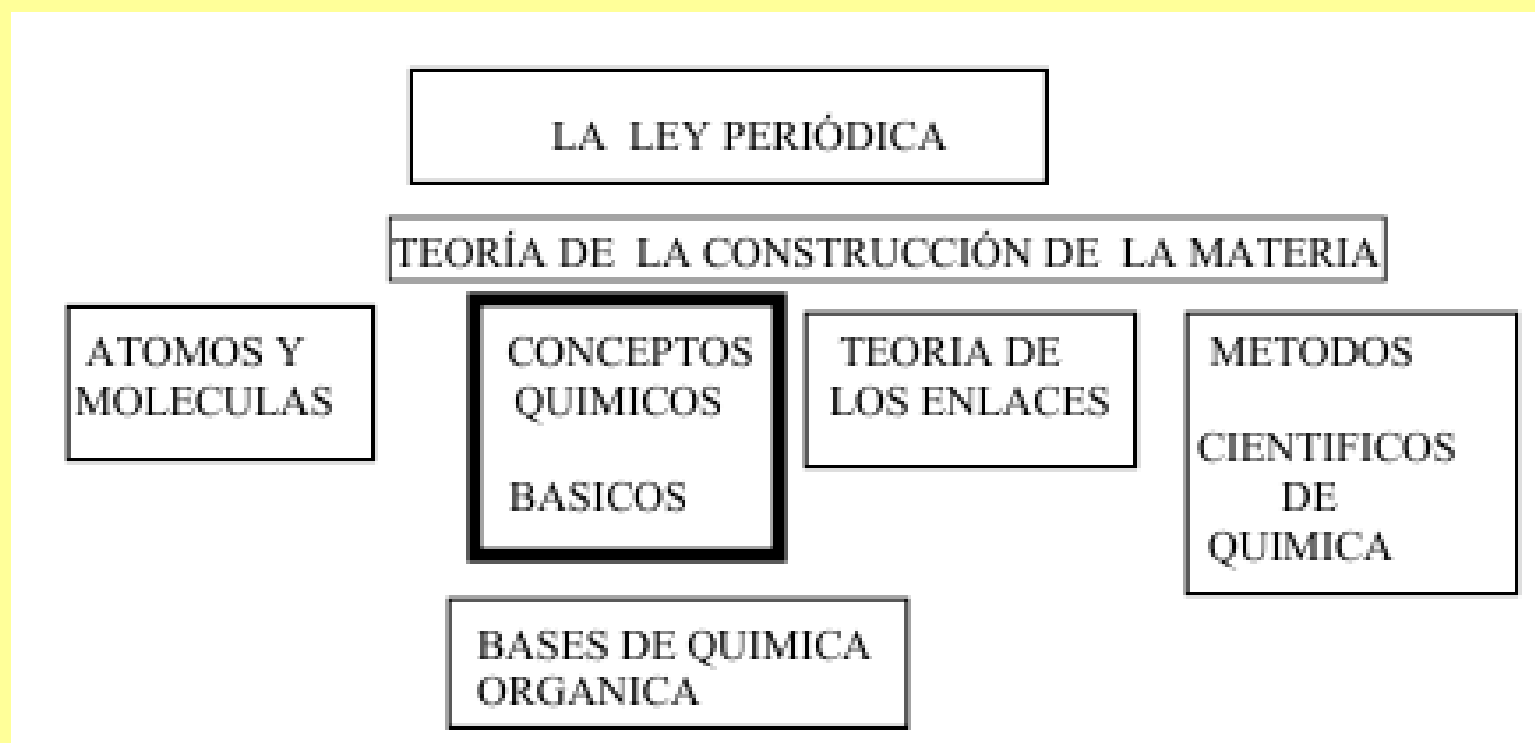 LA LEY PERIÓDICA
TEORÍA DE LA CONSTRUCCIÓN DE LA MATERIA
ATOMOS Y
MOLECULAS
CONCEPTOS
QUIMICOS
BASICOS
TEORIA DE
LOS ENLACES
METODOS
CIENTIFICOS
DE
QUIMICA
BASES DE QUIMICA
ORGANICA